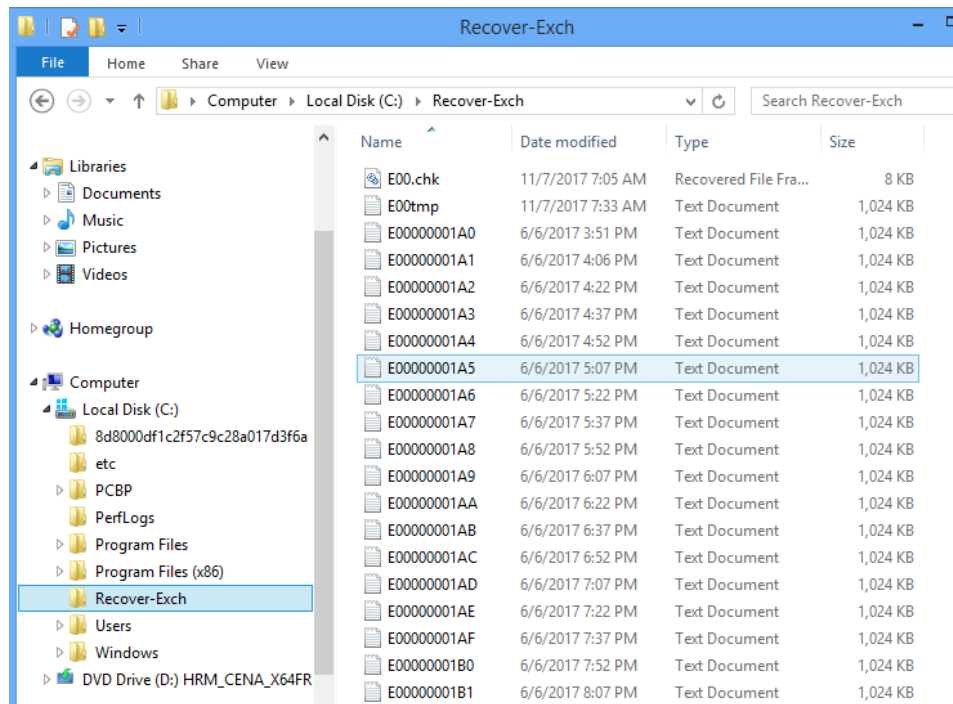 Recover-Exch
File Home Share View
Computer Local Disk (C:) Recover-Exch Search Recover-Exch
Name Date modified Type Size
Libraries
Documents
Music
Pictures
Videos
Homegroup
Computer
Local Disk (C:)
8d8000df1c2f57c9c28a017d3f6a
etc
PCBP
PerfLogs
Program Files
Program Files (x86)
Recover-Exch
Users
Windows
DVD Drive (D:) HRM_CENA_X64FR
E00.chk 11/7/2017 7:05 AM Recovered File Fra... 8 KB
E00tmp 11/7/2017 7:33 AM Text Document 1,024 KB
E00000001A0 6/6/2017 3:51 PM Text Document 1,024 KB
E00000001A1 6/6/2017 4:06 PM Text Document 1,024 KB
E00000001A2 6/6/2017 4:22 PM Text Document 1,024 KB
E00000001A3 6/6/2017 4:37 PM Text Document 1,024 KB
E00000001A4 6/6/2017 4:52 PM Text Document 1,024 KB
E00000001A5 6/6/2017 5:07 PM Text Document 1,024 KB
E00000001A6 6/6/2017 5:22 PM Text Document 1,024 KB
E00000001A7 6/6/2017 5:37 PM Text Document 1,024 KB
E00000001A8 6/6/2017 5:52 PM Text Document 1,024 KB
E00000001A9 6/6/2017 6:07 PM Text Document 1,024 KB
E00000001AA 6/6/2017 6:22 PM Text Document 1,024 KB
E00000001AB 6/6/2017 6:37 PM Text Document 1,024 KB
E00000001AC 6/6/2017 6:52 PM Text Document 1,024 KB
E00000001AD 6/6/2017 7:07 PM Text Document 1,024 KB
E00000001AE 6/6/2017 7:22 PM Text Document 1,024 KB
E00000001AF 6/6/2017 7:37 PM Text Document 1,024 KB
E00000001B0 6/6/2017 7:52 PM Text Document 1,024 KB
E00000001B1 6/6/2017 8:07 PM Text Document 1,024 KB